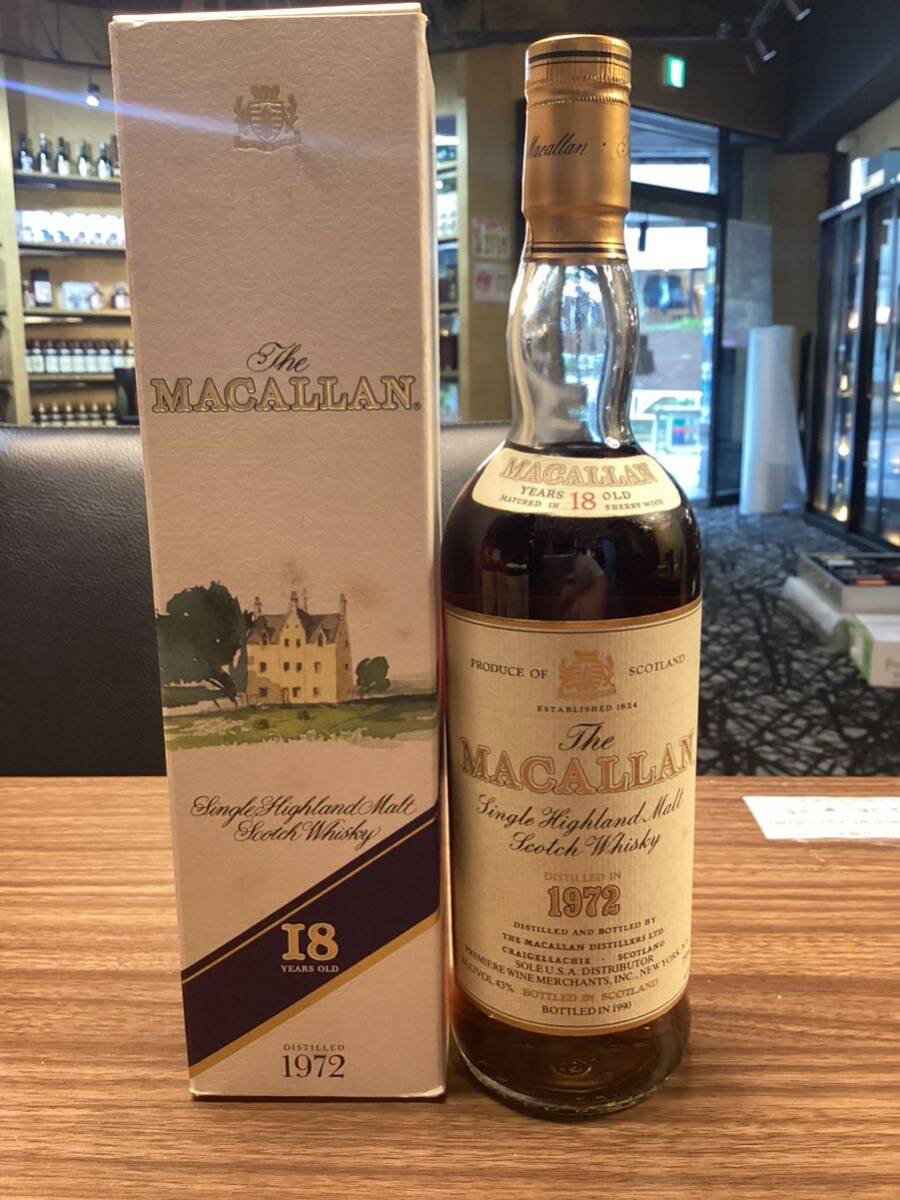 The
MACALLAN®
Single Highland Malt
Scotch Whisky
18
YEARS OLD
DISTILLED
1972
Macallan
MACALLAN
YEARS 18 OLD
MATURED IN SHERRY WOOD
PRODUCE OF SCOTLAND
ESTABLISHED 1824
The
MACALLAN
Single Highland Malt
Scotch Whisky
DISTILLED IN
1972
DISTILLED AND BOTTLED BY
THE MACALLAN DISTILLERS LTD.
CRAIGELLACHIE SCOTLAND
SOLE U.S.A. DISTRIBUTOR
PREMIERE WINE MERCHANTS, INC., NEW YORK,
ALC/VOL 43% BOTTLED IN SCOTLAND
BOTTLED IN 1990